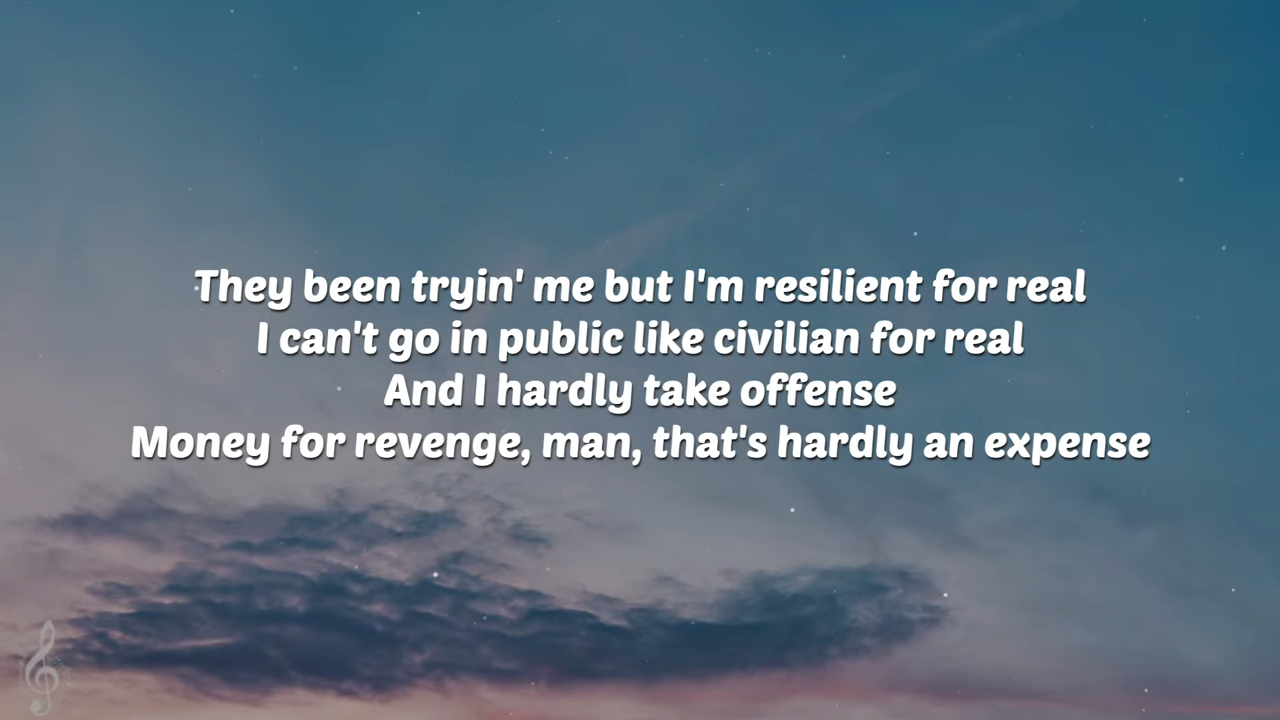 They been tryin' me but I'm resilient for real
I can't go in public like civilian for real
And I hardly take offense
Money for revenge, man, that's hardly an expense